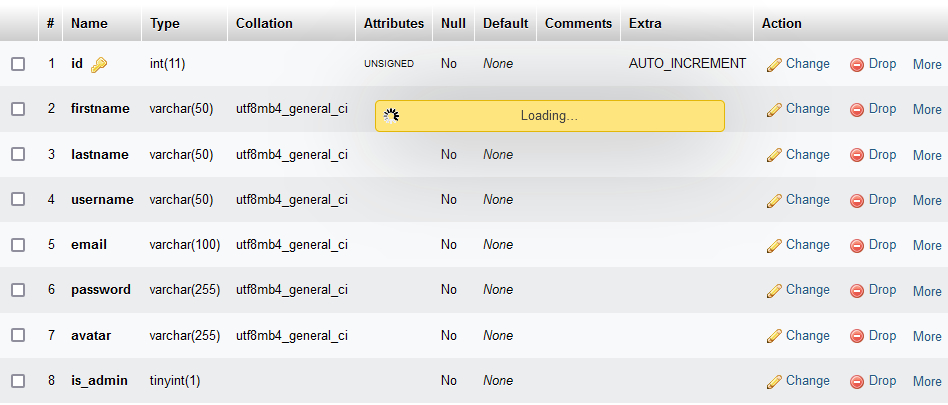 # Name Type Collation Attributes Null Default Comments Extra Action
1 id int(11) UNSIGNED No None AUTO_INCREMENT Change Drop More
2 firstname varchar(50) utf8mb4_general_ci Loading... Change Drop More
3 lastname varchar(50) utf8mb4_general_ci No None Change Drop More
4 username varchar(50) utf8mb4_general_ci No None Change Drop More
5 email varchar(100) utf8mb4_general_ci No None Change Drop More
6 password varchar(255) utf8mb4_general_ci No None Change Drop More
7 avatar varchar(255) utf8mb4_general_ci No None Change Drop More
8 is_admin tinyint(1) No None Change Drop More